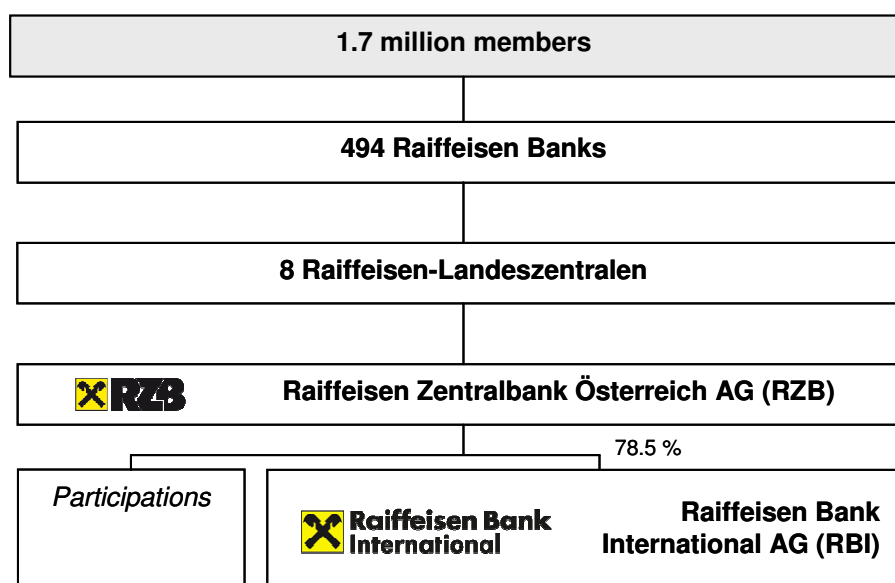 1.7 million members
494 Raiffeisen Banks
8 Raiffeisen-Landeszentralen
RZB
Raiffeisen Zentralbank Österreich AG (RZB)
78.5 %
Participations
Raiffeisen Bank
International
Raiffeisen Bank
International AG (RBI)